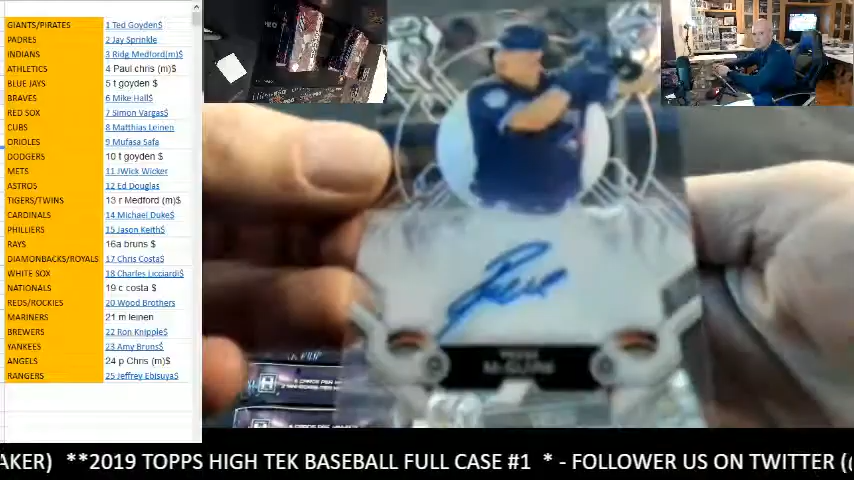 GIANTS/PIRATES 1 Ted Goyden$
PADRES 2 Jay Sprinkle
INDIANS 3 Ridg Medford(m)$
ATHLETICS 4 Paul chris (m)$
BLUE JAYS 5 t goyden $
BRAVES 6 Mike Hall$
RED SOX 7 Simon Vargas$
CUBS 8 Matthias Leinen
ORIOLES 9 Mufasa Safa
DODGERS 10 t goyden $
METS 11 JWick Wicker
ASTROS 12 Ed Douglas
TIGERS/TWINS 13 r Medford (m)$
CARDINALS 14 Michael Duke$
PHILLIERS 15 Jason Keith$
RAYS 16a bruns $
DIAMONBACKS/ROYALS 17 Chris Costa$
WHITE SOX 18 Charles Licciardi$
NATIONALS 19 c costa $
REDS/ROCKIES 20 Wood Brothers
MARINERS 21 m leinen
BREWERS 22 Ron Knipple$
YANKEES 23 Amy Bruns$
ANGELS 24 p Chris (m)$
RANGERS 25 Jeffrey Ebisuya$
McGUIRE
AKER) **2019 TOPPS HIGH TEK BASEBALL FULL CASE #1 * - FOLLOWER US ON TWITTER ((